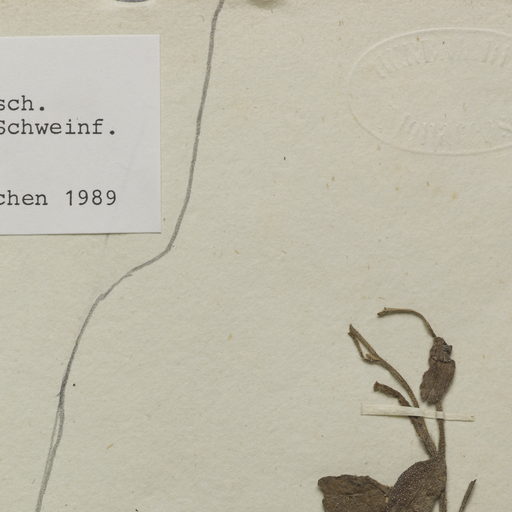 sch.
Schweinf.
chen 1989